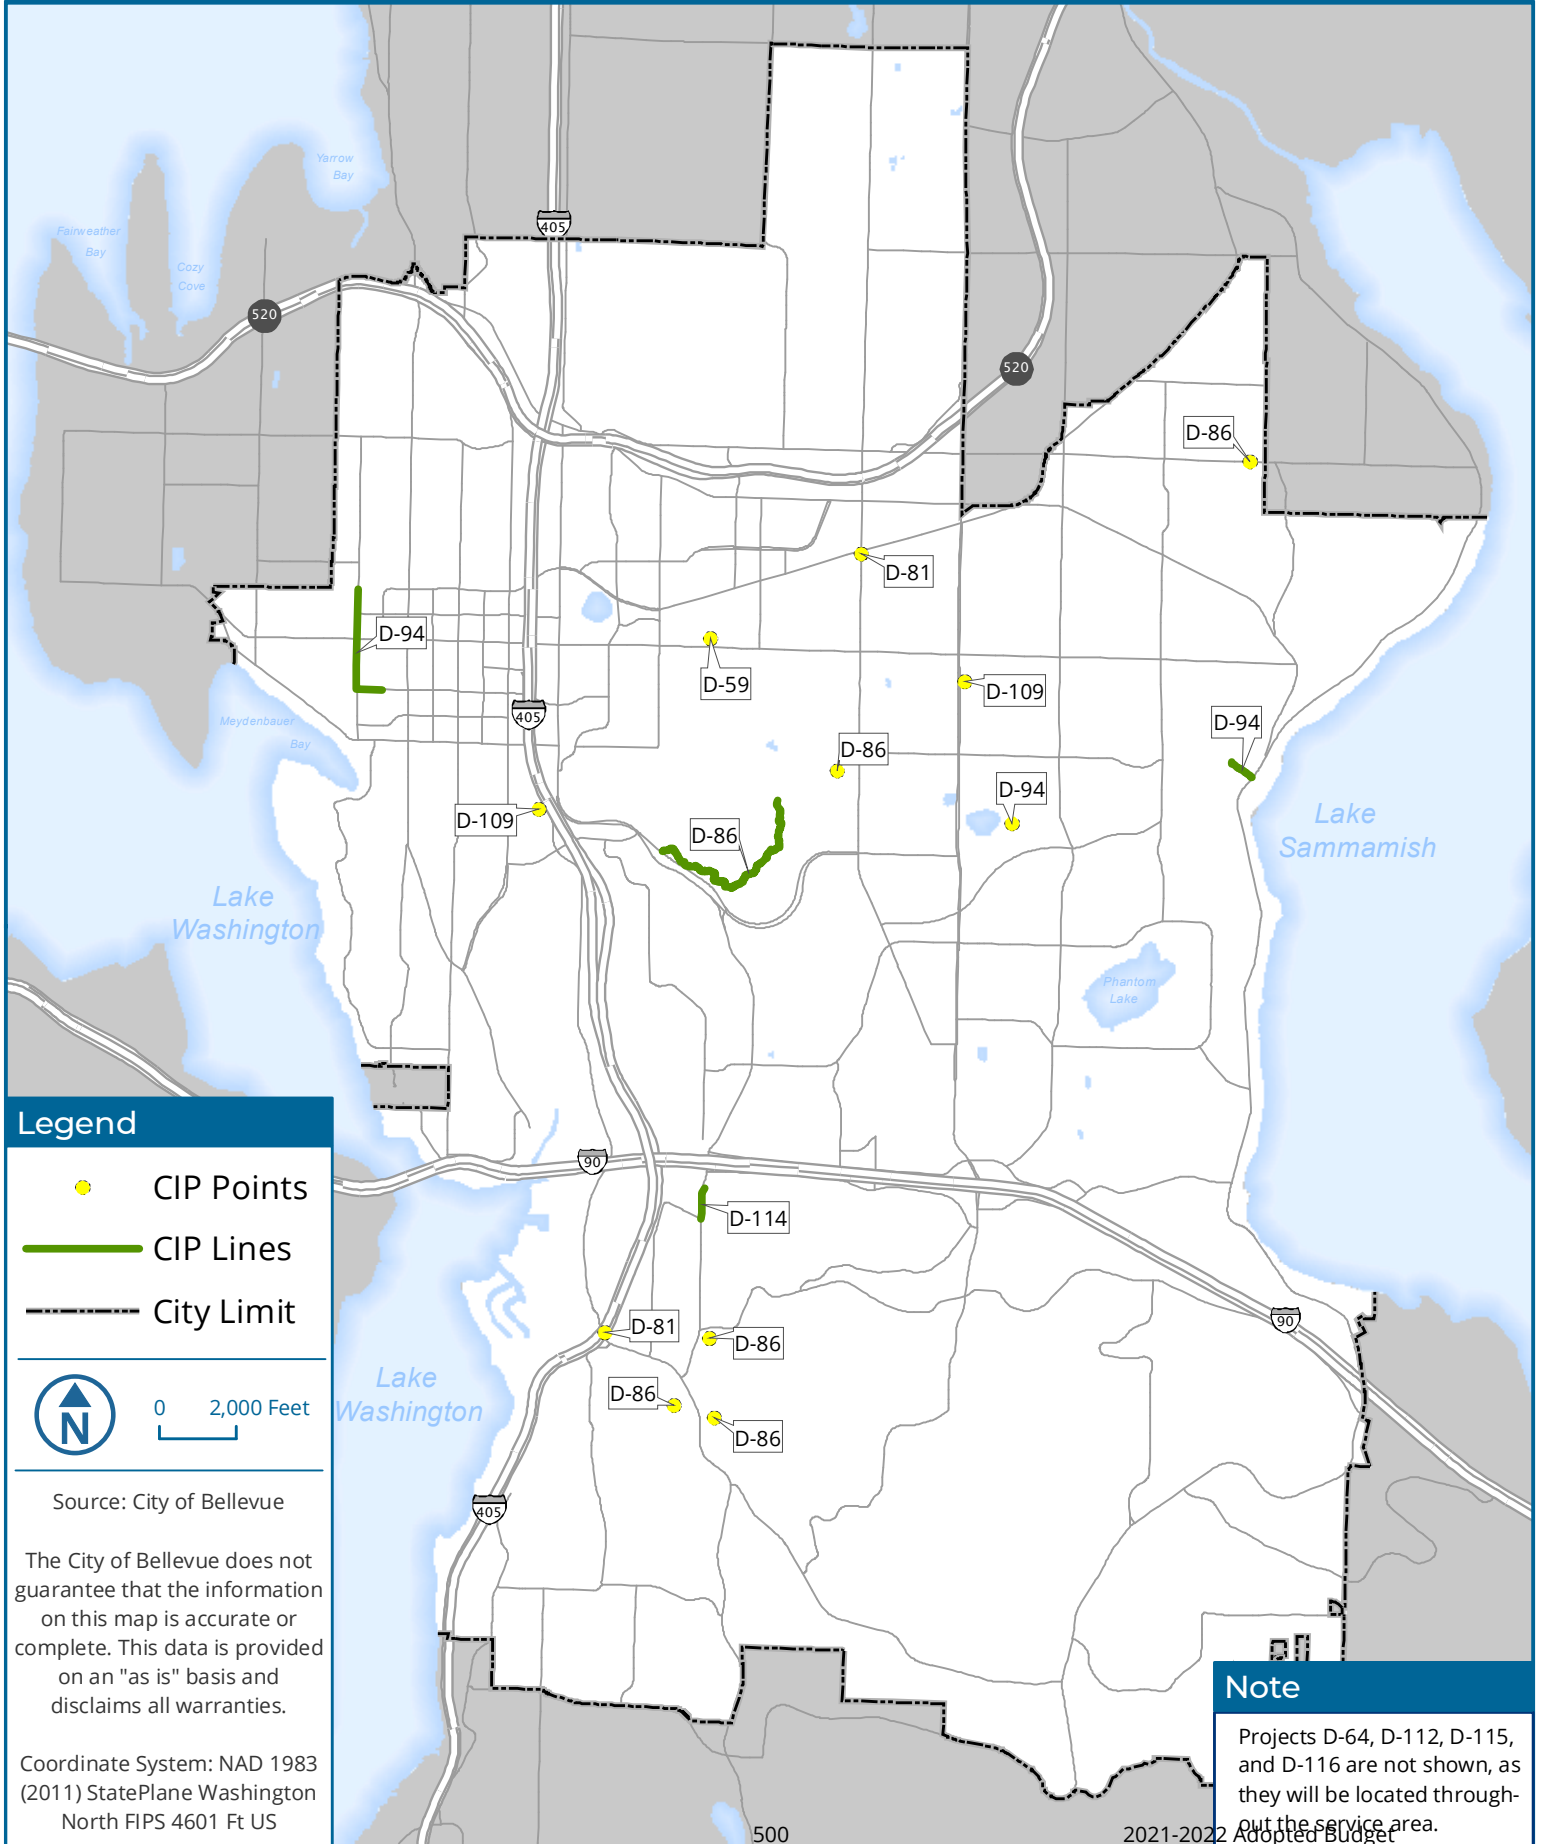 405
Yarrow
Bay
Fairweather
Bay
Cozy
Cove
520
520
D-86
D-81
D-94
D-59
D-109
405
Meydenbauer
Bay
D-94
D-86
D-94
D-109
D-86
Lake
Sammamish
Lake
Washington
Phantom
Lake
90
D-114
90
D-81
D-86
D-86
D-86
Lake
Washington
405
Legend
CIP Points
CIP Lines
City Limit
N
0 2,000 Feet
Source: City of Bellevue
The City of Bellevue does not
guarantee that the information
on this map is accurate or
complete. This data is provided
on an "as is" basis and
disclaims all warranties.
Coordinate System: NAD 1983
(2011) StatePlane Washington
North FIPS 4601 Ft US
Note
Projects D-64, D-112, D-115,
and D-116 are not shown, as
they will be located through-
out the service area.
500
2021-2022 Adopted Budget